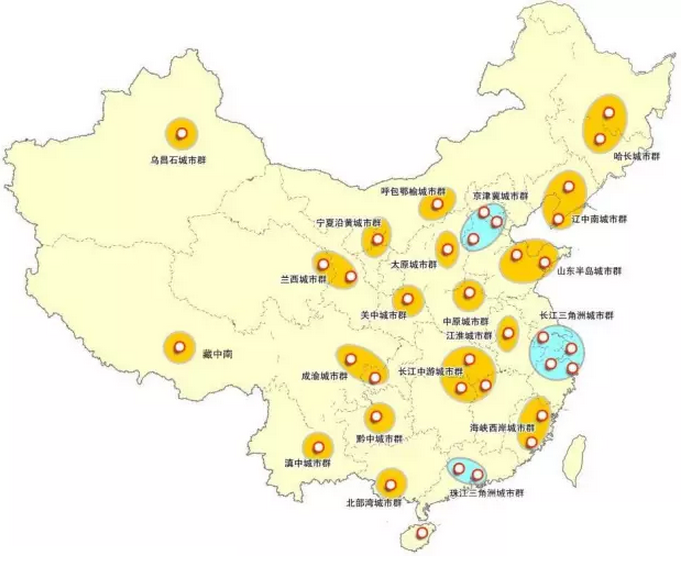 哈长城市群
乌昌石城市群
呼包鄂榆城市群
京津冀城市群
辽中南城市群
宁夏沿黄城市群
太原城市群
山东半岛城市群
兰西城市群
关中城市群
中原城市群
长江三角洲城市群
江淮城市群
藏中南
成渝城市群
长江中游城市群
海峡西岸城市群
黔中城市群
滇中城市群
珠江三角洲城市群
北部湾城市群